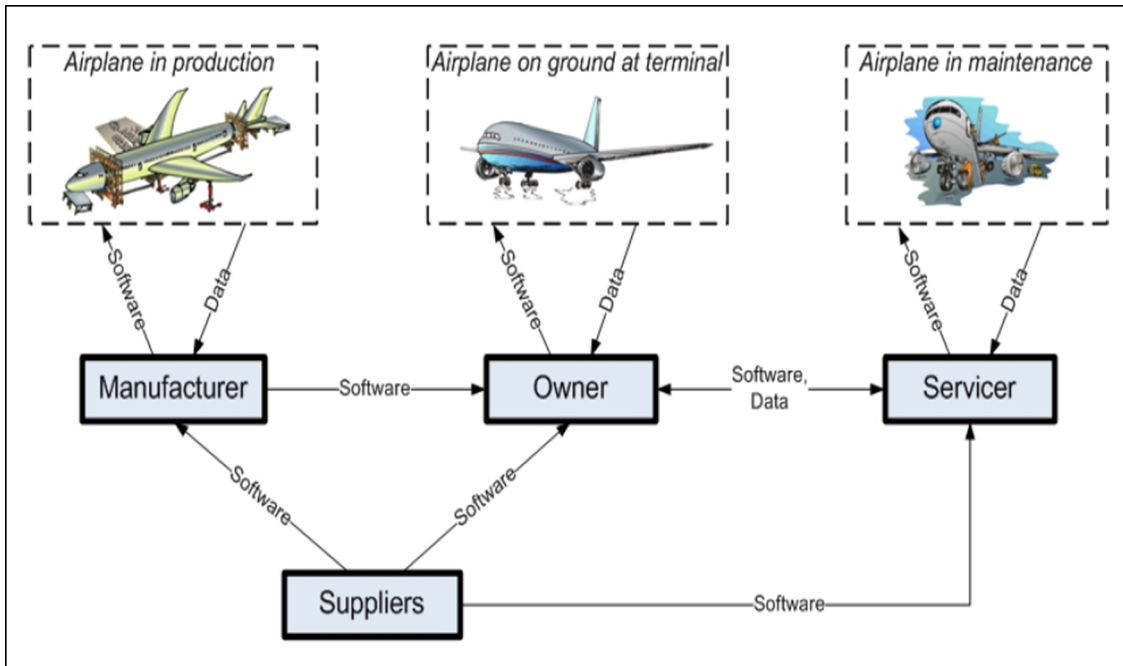 Airplane in production
Airplane on ground at terminal
Airplane in maintenance
Software
Data
Software
Data
Software
Data
Manufacturer
Software
Owner
Software,
Data
Servicer
Software
Software
Suppliers
Software